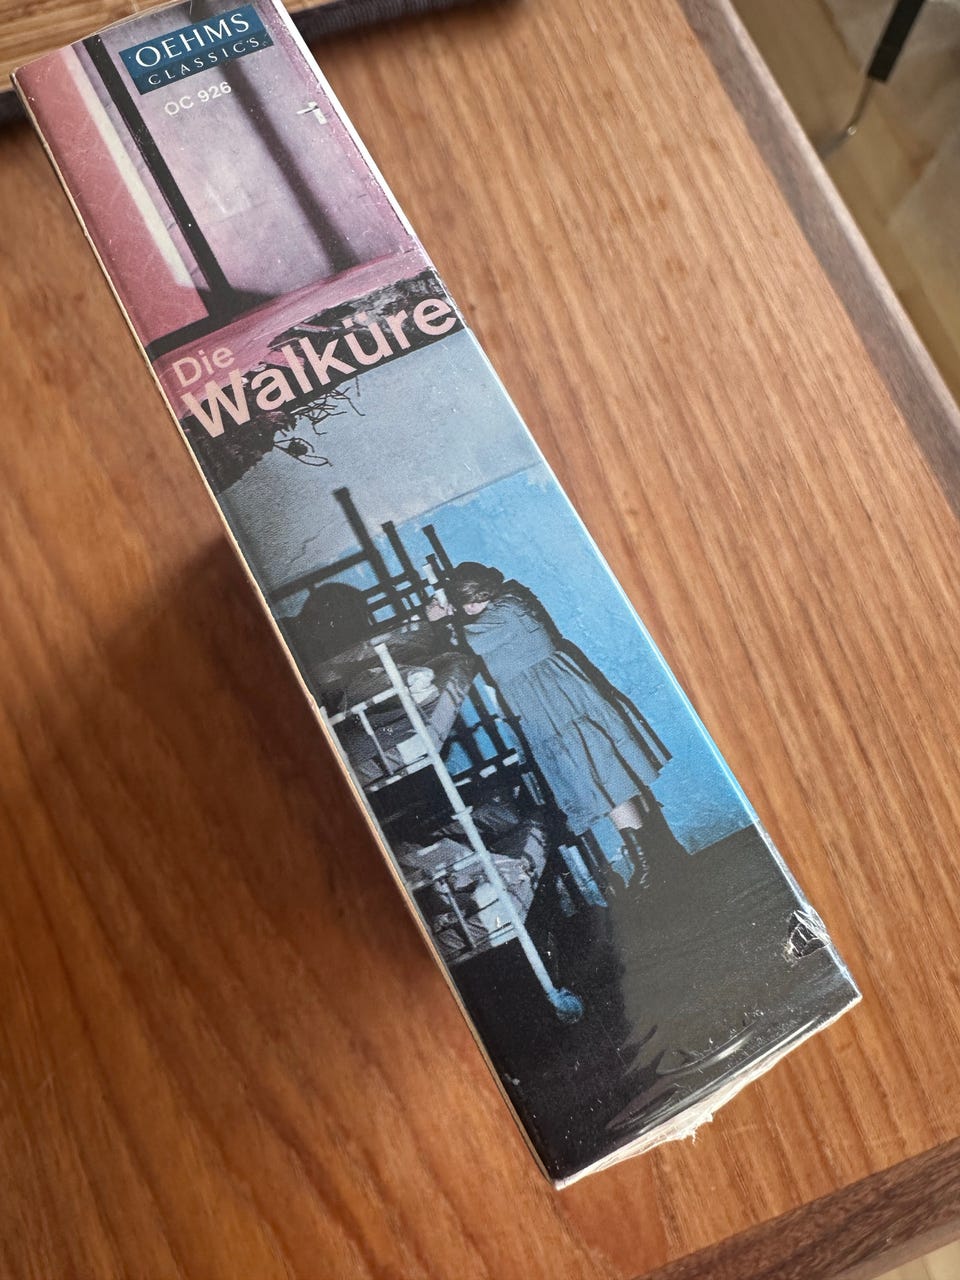 OEHMS
CLASSICS
OC 926
Die
Walküre